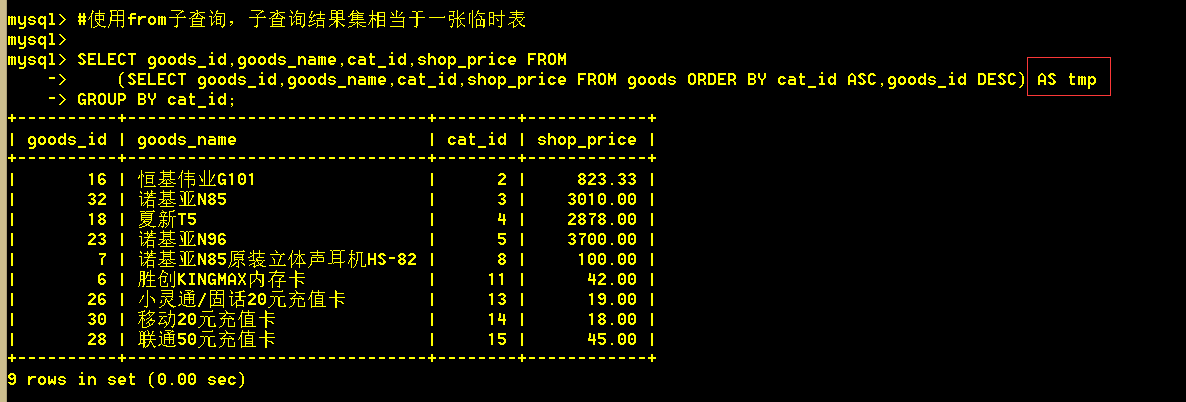 mysql> #使用from子查询，子查询结果集相当于一张临时表
mysql>
mysql> SELECT goods_id,goods_name,cat_id,shop_price FROM
    ->     (SELECT goods_id,goods_name,cat_id,shop_price FROM goods ORDER BY cat_id ASC,goods_id DESC) AS tmp
    -> GROUP BY cat_id;
+----------+------------------------------+--------+------------+
| goods_id | goods_name                   | cat_id | shop_price |
+----------+------------------------------+--------+------------+
|       16 | 恒基伟业G101                 |      2 |     823.33 |
|       32 | 诺基亚N85                    |      3 |    3010.00 |
|       18 | 夏新T5                       |      4 |    2878.00 |
|       23 | 诺基亚N96                    |      5 |    3700.00 |
|        7 | 诺基亚N85原装立体声耳机HS-82 |      8 |     100.00 |
|        6 | 胜创KINGMAX内存卡            |     11 |      42.00 |
|       26 | 小灵通/固话20元充值卡        |     13 |      19.00 |
|       30 | 移动20元充值卡               |     14 |      18.00 |
|       28 | 联通50元充值卡               |     15 |      45.00 |
+----------+------------------------------+--------+------------+
9 rows in set (0.00 sec)